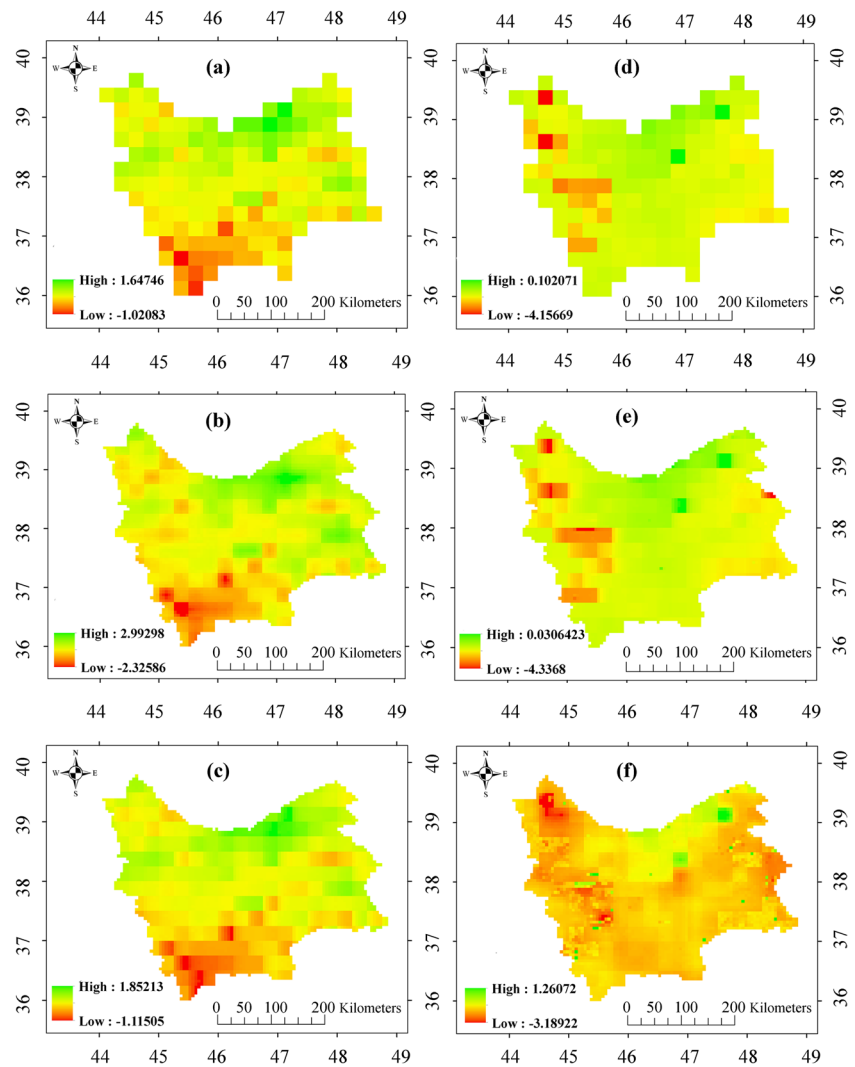 44 45 46 47 48 49
44 45 46 47 48 49
40 39 38 37 36
N
W E
S
(a)
High : 1.64746
Low : -1.02083
0 50 100 200 Kilometers
40 39 38 37 36
N
W E
S
(d)
High : 0.102071
Low : -4.15669
0 50 100 200 Kilometers
44 45 46 47 48 49
44 45 46 47 48 49
40 39 38 37 36
N
W E
S
(b)
High : 2.99298
Low : -2.32586
0 50 100 200 Kilometers
40 39 38 37 36
N
W E
S
(e)
High : 0.0306423
Low : -4.3368
0 50 100 200 Kilometers
44 45 46 47 48 49
44 45 46 47 48 49
40 39 38 37 36
N
W E
S
(c)
High : 1.85213
Low : -1.11505
0 50 100 200 Kilometers
40 39 38 37 36
N
W E
S
(f)
High : 1.26072
Low : -3.18922
0 50 100 200 Kilometers
44 45 46 47 48 49
44 45 46 47 48 49